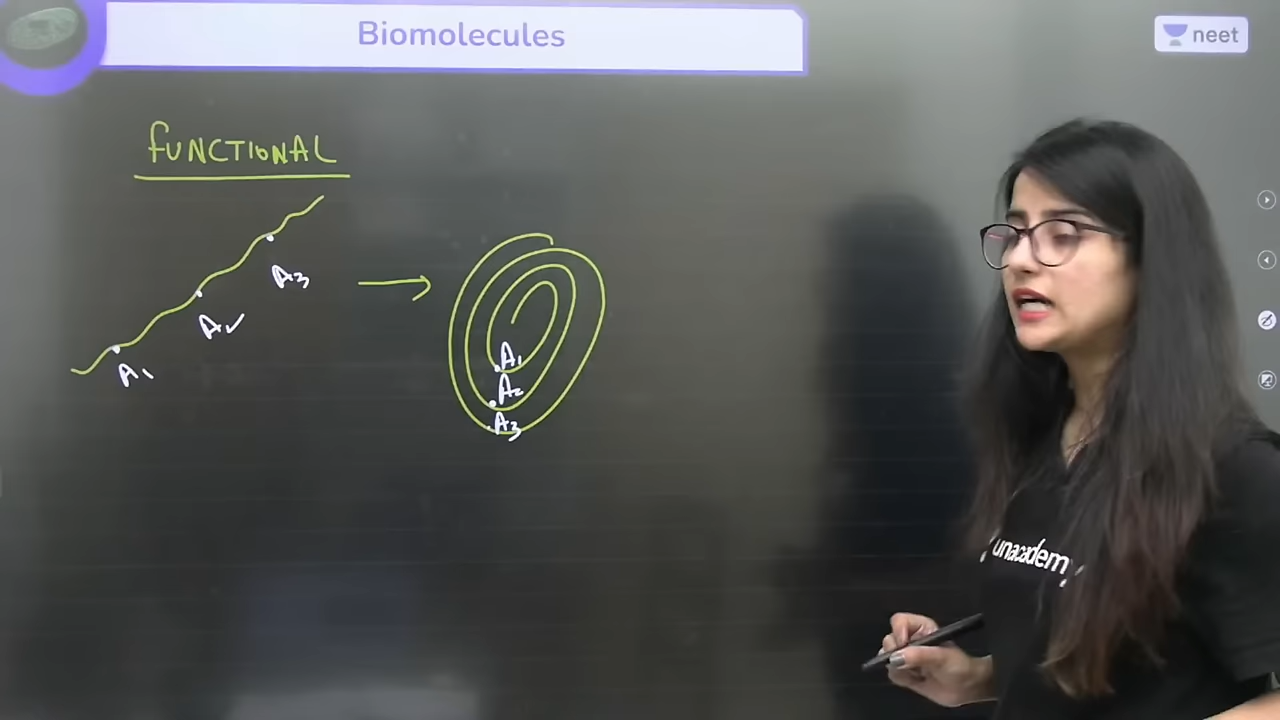 Biomolecules
neet
FUNCTIONAL
A3
A2
A1
A1
A2
A3
unacademy